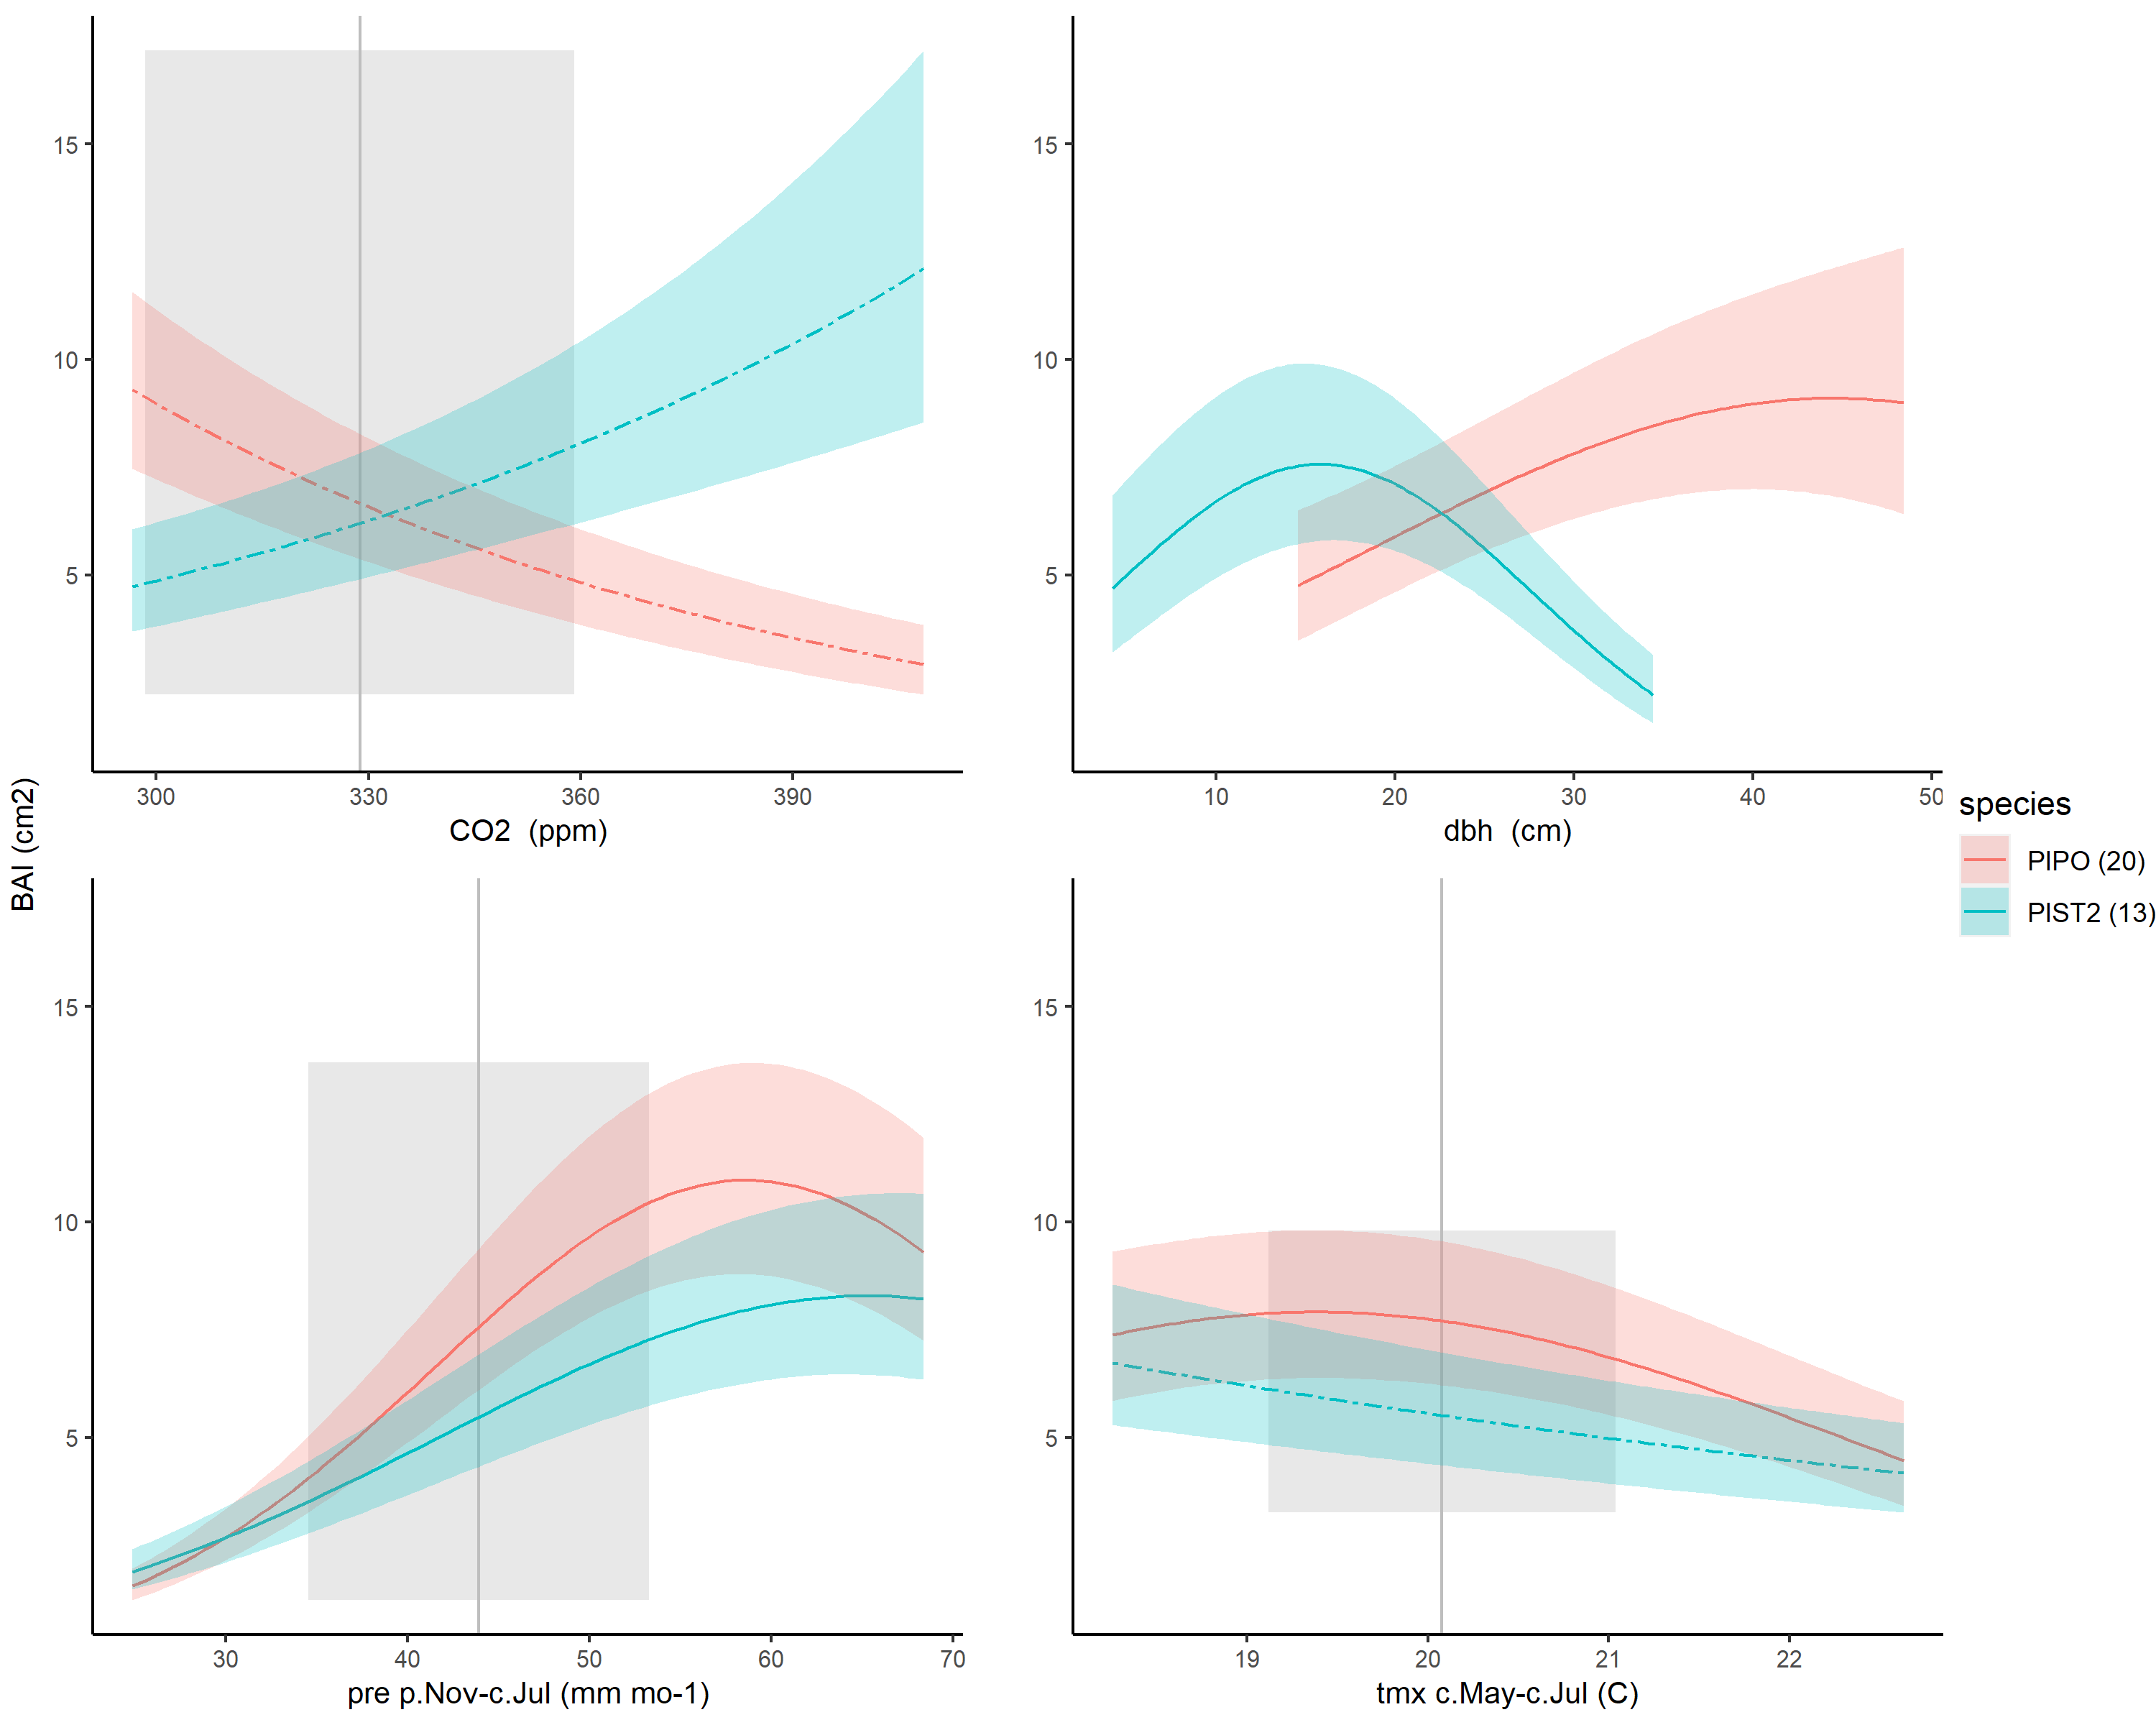 15
10
5
300 330 360 390
CO2 (ppm)
15
10
5
10 20 30 40 50
dbh (cm)
BAI (cm2)
15
10
5
30 40 50 60 70
pre p.Nov-c.Jul (mm mo-1)
15
10
5
19 20 21 22
tmx c.May-c.Jul (C)
species
PIPO (20)
PIST2 (13)